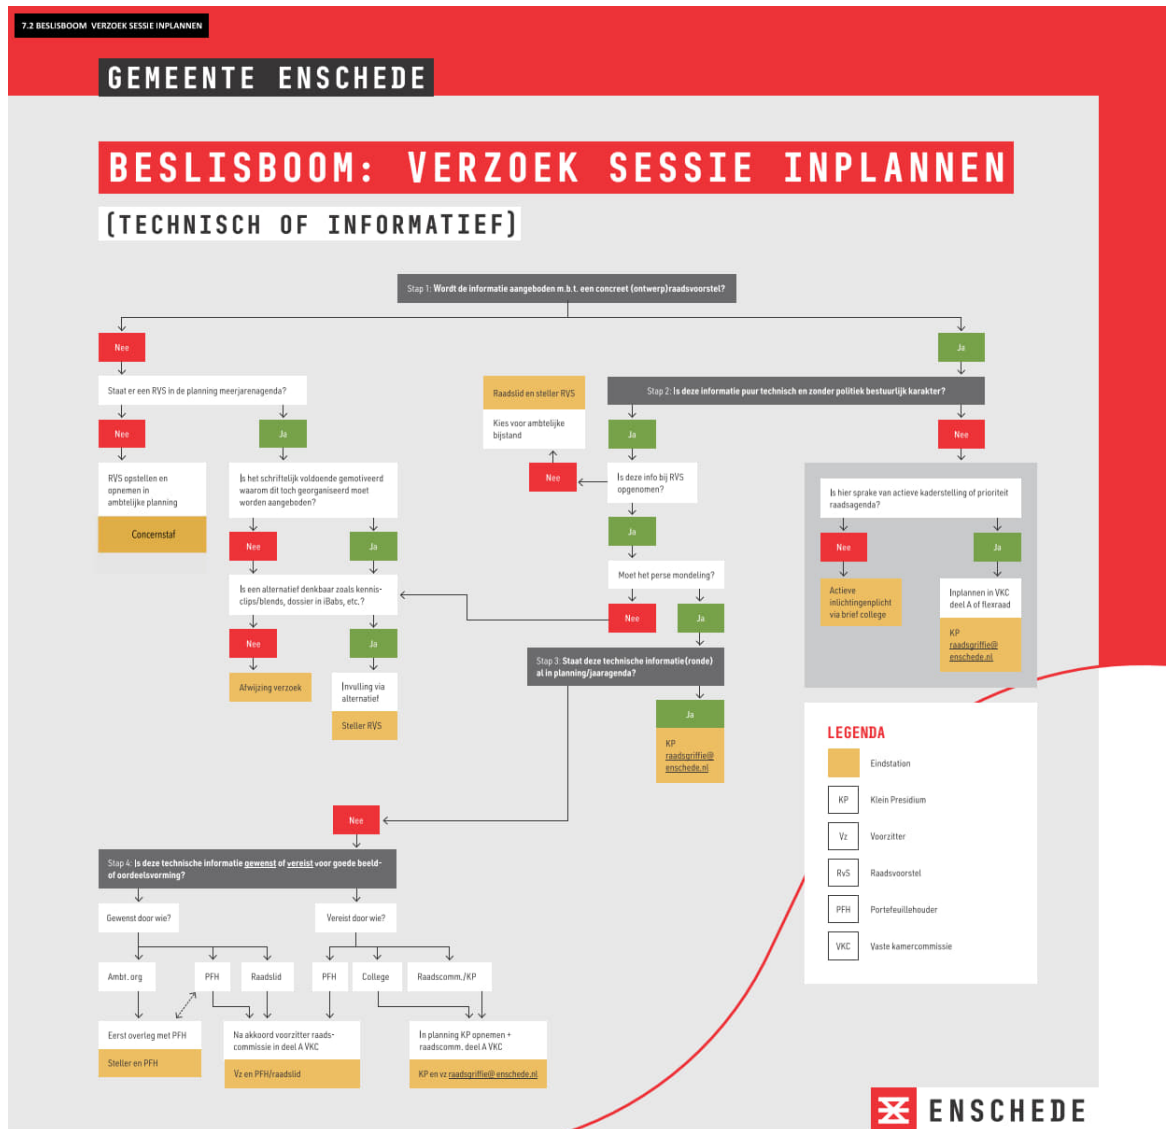 7.2 BESLISBOOM VERZOEK SESSIE INPLANNEN
GEMEENTE ENSCHEDE
BESLISBOOM: VERZOEK SESSIE INPLANNEN
(TECHNISCH OF INFORMATIEF)
Stap 1: Wordt de informatie aangeboden m.b.t. een concreet (ontwerp)raadsvoorstel?
Nee
Ja
Staat er een RVS in de planning meerjarenagenda?
Nee
Ja
RVS opstellen en
opnemen in
ambtelijke planning
Concernstaf
Is het schriftelijk voldoende gemotiveerd
waarom dit toch georganiseerd moet
worden aangeboden?
Nee
Ja
Is een alternatief denkbaar zoals kennis-
clips/blends, dossier in iBabs, etc.?
Nee
Ja
Afwijzing verzoek
Invulling via
alternatief
Steller RVS
Raadslid en steller RVS
Kies voor ambtelijke
bijstand
Stap 2: Is deze informatie puur technisch en zonder politiek bestuurlijk karakter?
Ja
Nee
Nee
Is deze info bij RVS
opgenomen?
Ja
Moet het perse mondeling?
Nee
Ja
Is hier sprake van actieve kaderstelling of prioriteit
raadsagenda?
Nee
Ja
Actieve
inlichtingenplicht
via brief college
Inplannen in VKC
deel A of flexraad
KP
raadsgriffie@
enschede.nl
Stap 3: Staat deze technische informatie(ronde)
al in planning/jaaragenda?
Ja
KP
raadsgriffie@
enschede.nl
Nee
Stap 4: Is deze technische informatie gewenst of vereist voor goede beeld-
of oordeelsvorming?
Gewenst door wie?
Vereist door wie?
Ambt. org
PFH
Raadslid
PFH
College
Raadscomm./KP
Eerst overleg met PFH
Steller en PFH
Na akkoord voorzitter raads-
commissie in deel A VKC
Vz en PFH/raadslid
In planning KP opnemen +
raadscomm. deel A VKC
KP en vz raadsgriffie@enschede.nl
LEGENDA
Eindstation
KP Klein Presidium
Vz Voorzitter
RvS Raadsvoorstel
PFH Portefeuillehouder
VKC Vaste kamercommissie
ENSCHEDE